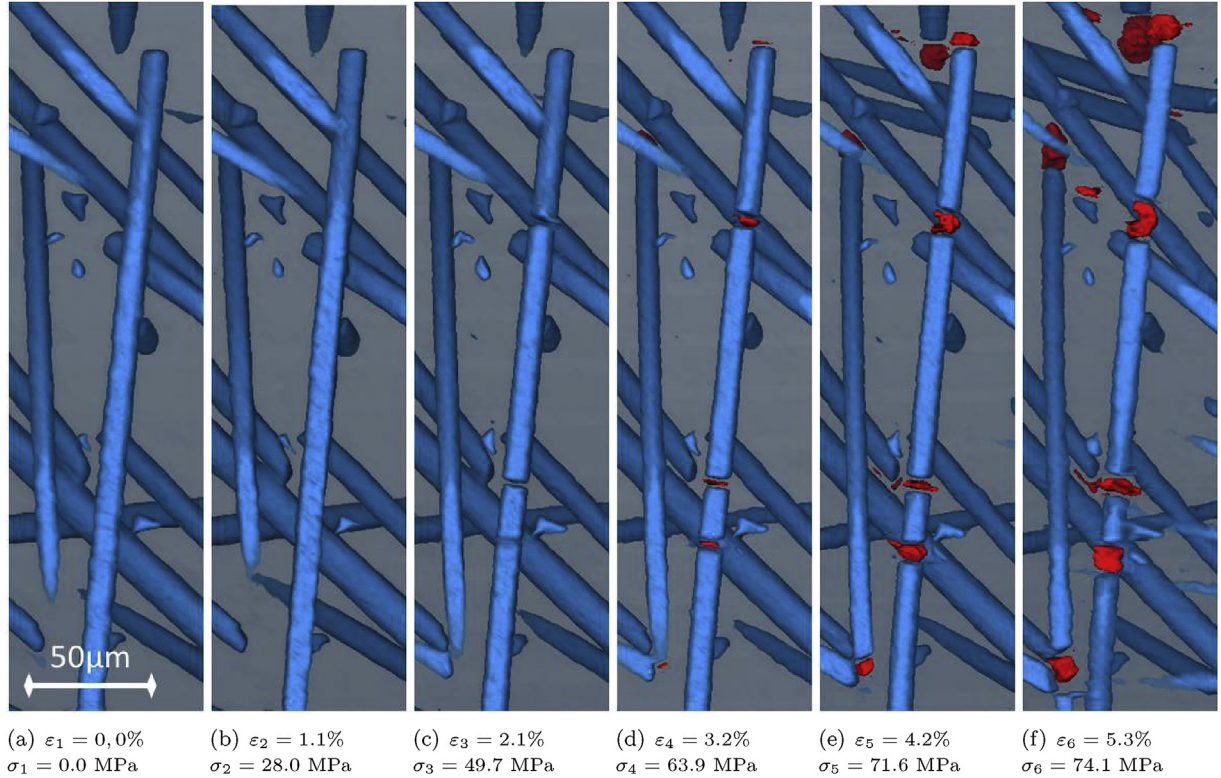 50μm
(a) ε₁ = 0,0%
σ₁ = 0.0 MPa
(b) ε₂ = 1.1%
σ₂ = 28.0 MPa
(c) ε₃ = 2.1%
σ₃ = 49.7 MPa
(d) ε₄ = 3.2%
σ₄ = 63.9 MPa
(e) ε₅ = 4.2%
σ₅ = 71.6 MPa
(f) ε₆ = 5.3%
σ₆ = 74.1 MPa